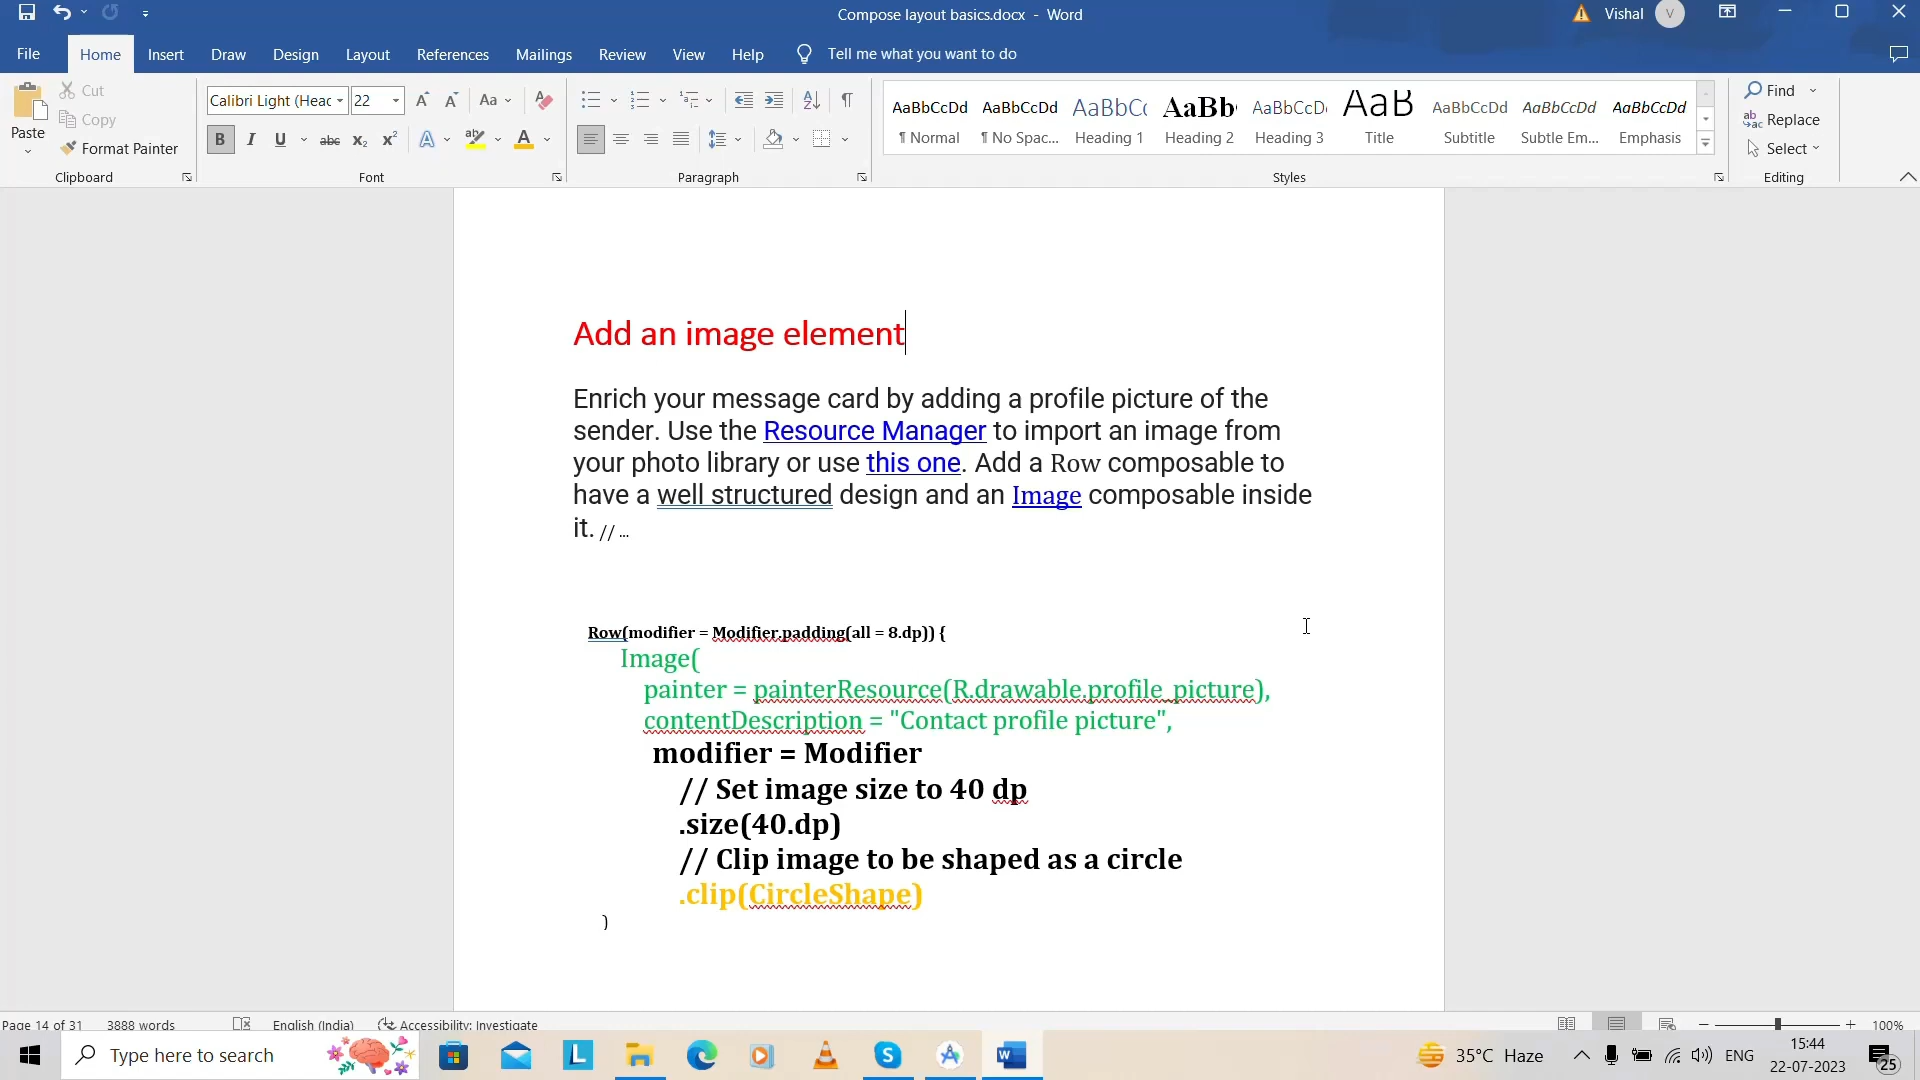 Compose layout basics.docx - Word
Vishal
V
File
Home
Insert
Draw
Design
Layout
References
Mailings
Review
View
Help
Tell me what you want to do
Paste
Cut
Copy
Format Painter
Clipboard
Calibri Light (Heac
22
Font
Paragraph
AaBbCcDd
¶ Normal
AaBbCcDd
¶ No Spac...
AaBbC
Heading 1
AaBb
Heading 2
AaBbCcD
Heading 3
AaB
Title
AaBbCcDd
Subtitle
AaBbCcDd
Subtle Em...
AaBbCcDd
Emphasis
Styles
Find
Replace
Select
Editing
Add an image element
Enrich your message card by adding a profile picture of the
sender. Use the Resource Manager to import an image from
your photo library or use this one. Add a Row composable to
have a well structured design and an Image composable inside
it. // ...
Row(modifier = Modifier.padding(all = 8.dp)) {
Image(
painter = painterResource(R.drawable.profile_picture),
contentDescription = "Contact profile picture",
modifier = Modifier
// Set image size to 40 dp
.size(40.dp)
// Clip image to be shaped as a circle
.clip(CircleShape)
)
Page 14 of 31
3888 words
English (India)
Accessibility: Investigate
100%
Type here to search
35°C Haze
ENG
15:44
22-07-2023
25